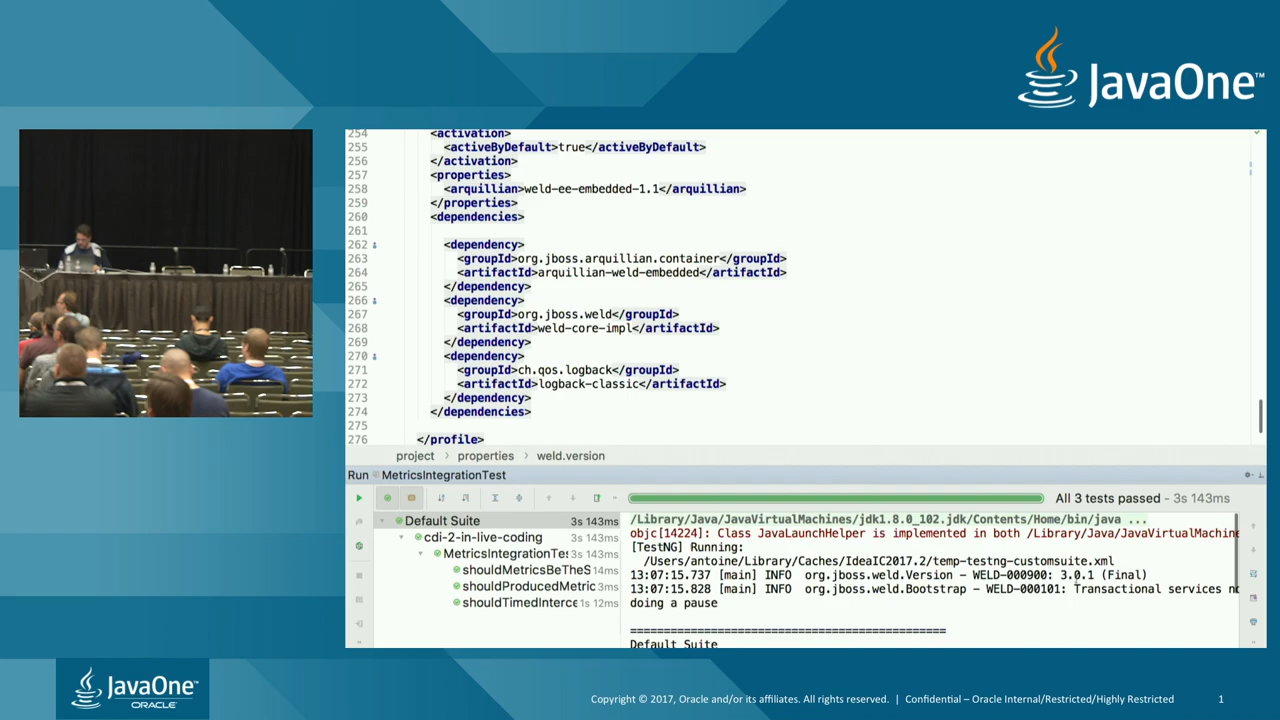 JavaOne™
254 <activation>
255 <activeByDefault>true</activeByDefault>
256 </activation>
257 <properties>
258 <arquillian>weld-ee-embedded-1.1</arquillian>
259 </properties>
260 <dependencies>
261
262 <dependency>
263 <groupId>org.jboss.arquillian.container</groupId>
264 <artifactId>arquillian-weld-embedded</artifactId>
265 </dependency>
266 <dependency>
267 <groupId>org.jboss.weld</groupId>
268 <artifactId>weld-core-impl</artifactId>
269 </dependency>
270 <dependency>
271 <groupId>ch.qos.logback</groupId>
272 <artifactId>logback-classic</artifactId>
273 </dependency>
274 </dependencies>
275
276 </profile>
project > properties > weld.version
Run MetricsIntegrationTest
All 3 tests passed - 3s 143ms
Default Suite 3s 143ms
cdi-2-in-live-coding 3s 143ms
MetricsIntegrationTes 3s 143ms
shouldMetricsBeTheS 14ms
shouldProducedMetric 3ms
shouldTimedInterce 1s 12ms
/Library/Java/JavaVirtualMachines/jdk1.8.0_102.jdk/Contents/Home/bin/java ...
objc[14224]: Class JavaLaunchHelper is implemented in both /Library/Java/JavaVirtualMachine
[TestNG] Running:
/Users/antoine/Library/Caches/IdeaIC2017.2/temp-testng-customsuite.xml
13:07:15.737 [main] INFO org.jboss.weld.Version - WELD-000900: 3.0.1 (Final)
13:07:15.828 [main] INFO org.jboss.weld.Bootstrap - WELD-000101: Transactional services no
doing a pause
===============================================
Default Suite
JavaOne™
ORACLE
Copyright © 2017, Oracle and/or its affiliates. All rights reserved. | Confidential – Oracle Internal/Restricted/Highly Restricted 1